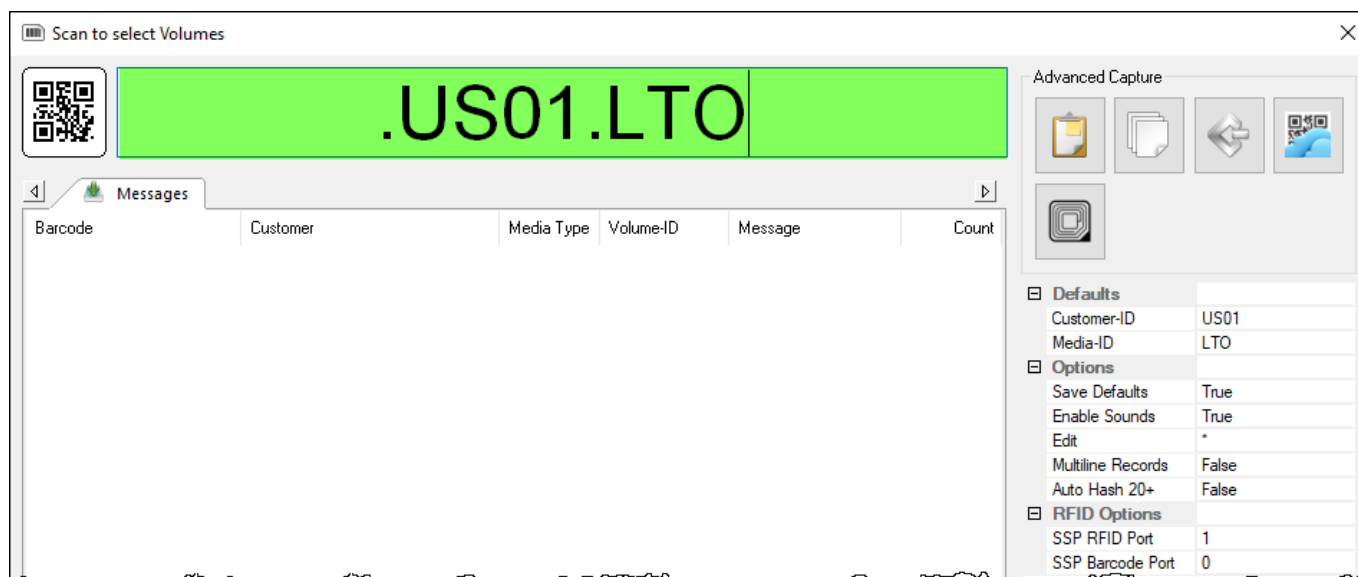 Scan to select Volumes
.US01.LTO
Messages
Barcode Customer Media Type Volume-ID Message Count
Advanced Capture
Defaults
Customer-ID US01
Media-ID LTO
Options
Save Defaults True
Enable Sounds True
Edit *
Multiline Records False
Auto Hash 20+ False
RFID Options
SSP RFID Port 1
SSP Barcode Port 0